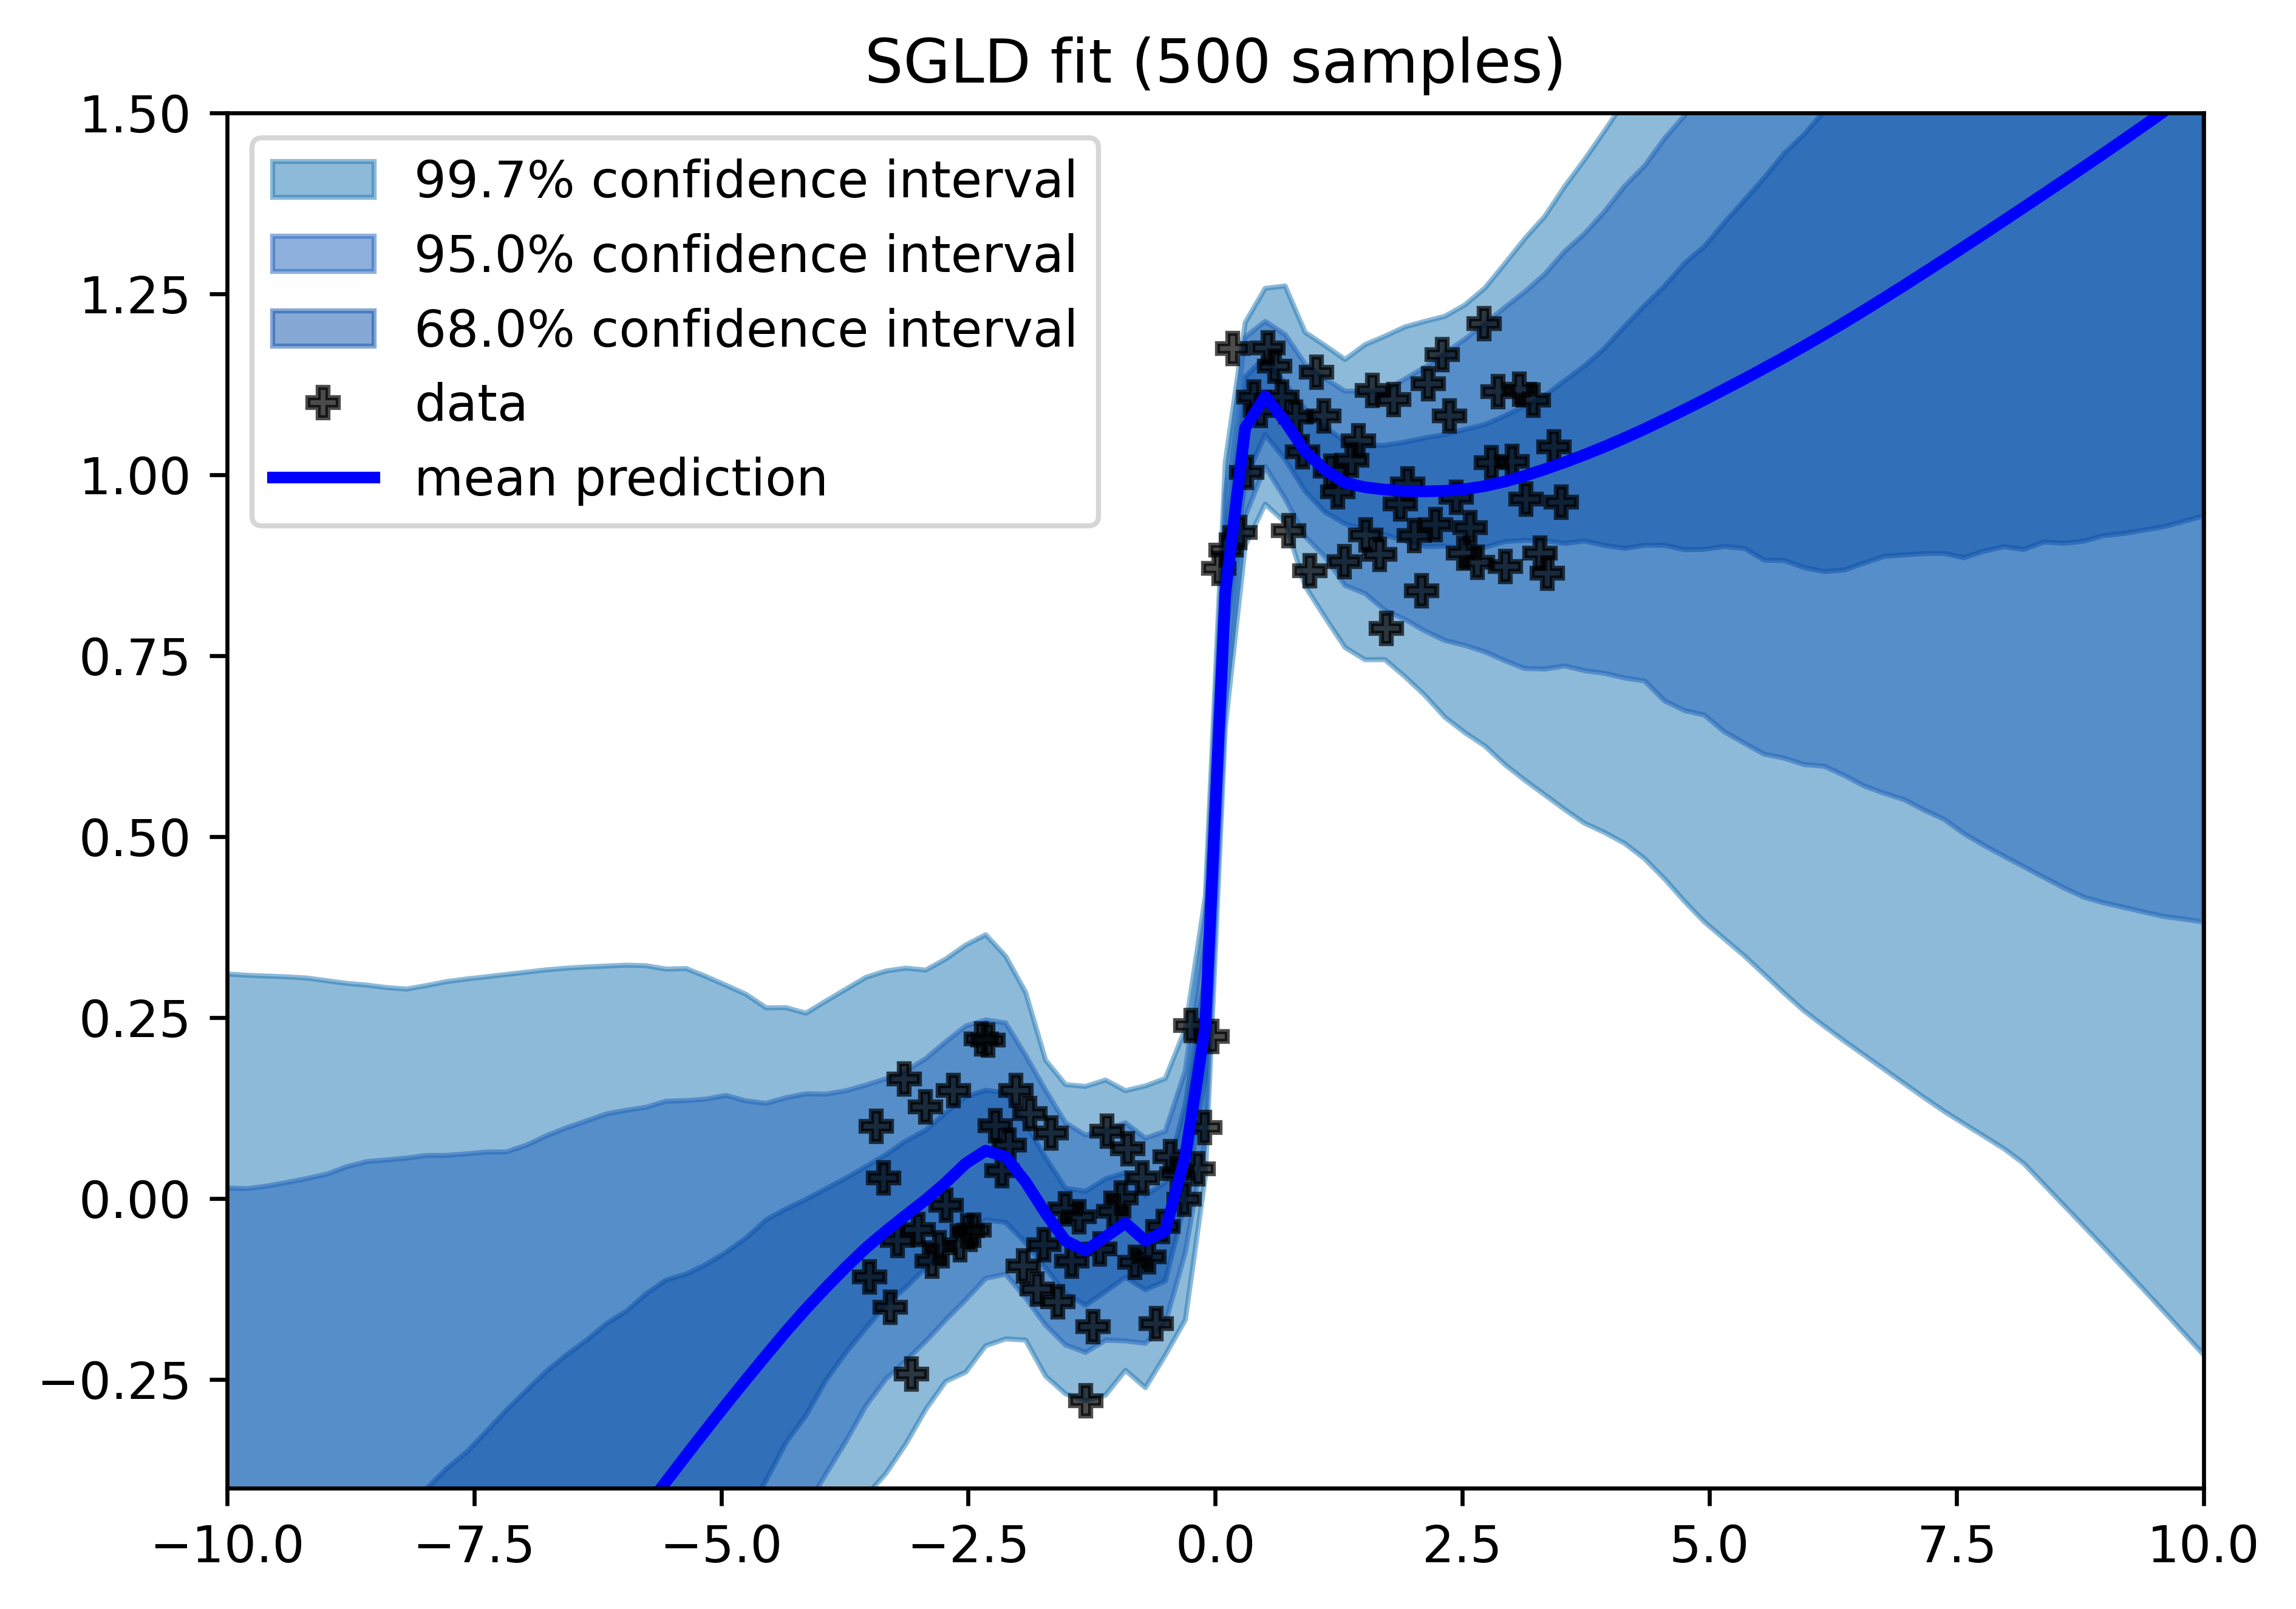 SGLD fit (500 samples)
1.50
1.25
1.00
0.75
0.50
0.25
0.00
−0.25
99.7% confidence interval
95.0% confidence interval
68.0% confidence interval
data
mean prediction
−10.0 −7.5 −5.0 −2.5 0.0 2.5 5.0 7.5 10.0